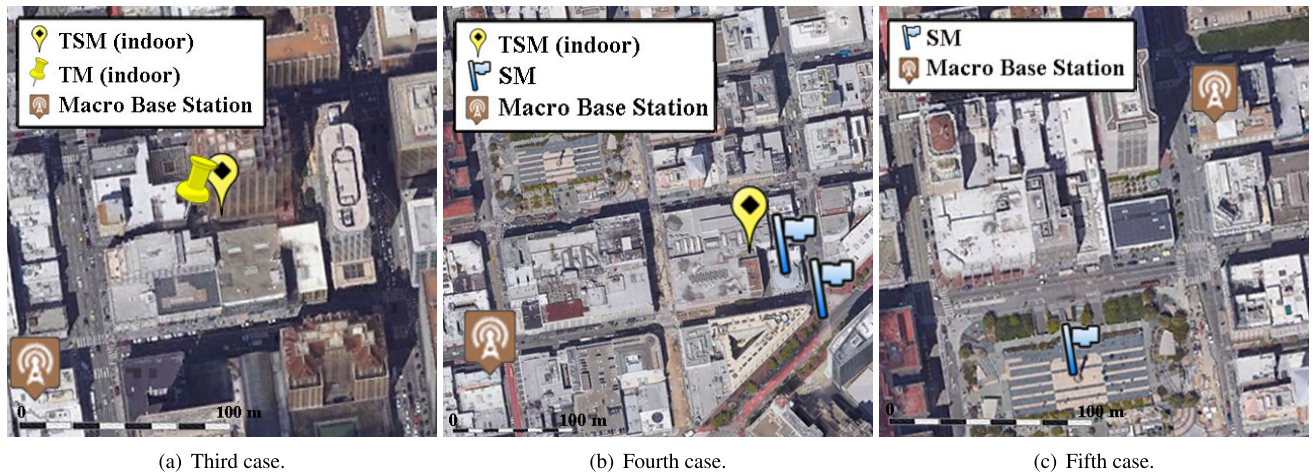 TSM (indoor)
TM (indoor)
Macro Base Station
0 100 m
(a) Third case.
TSM (indoor)
SM
Macro Base Station
0 100 m
(b) Fourth case.
SM
Macro Base Station
0 100 m
(c) Fifth case.